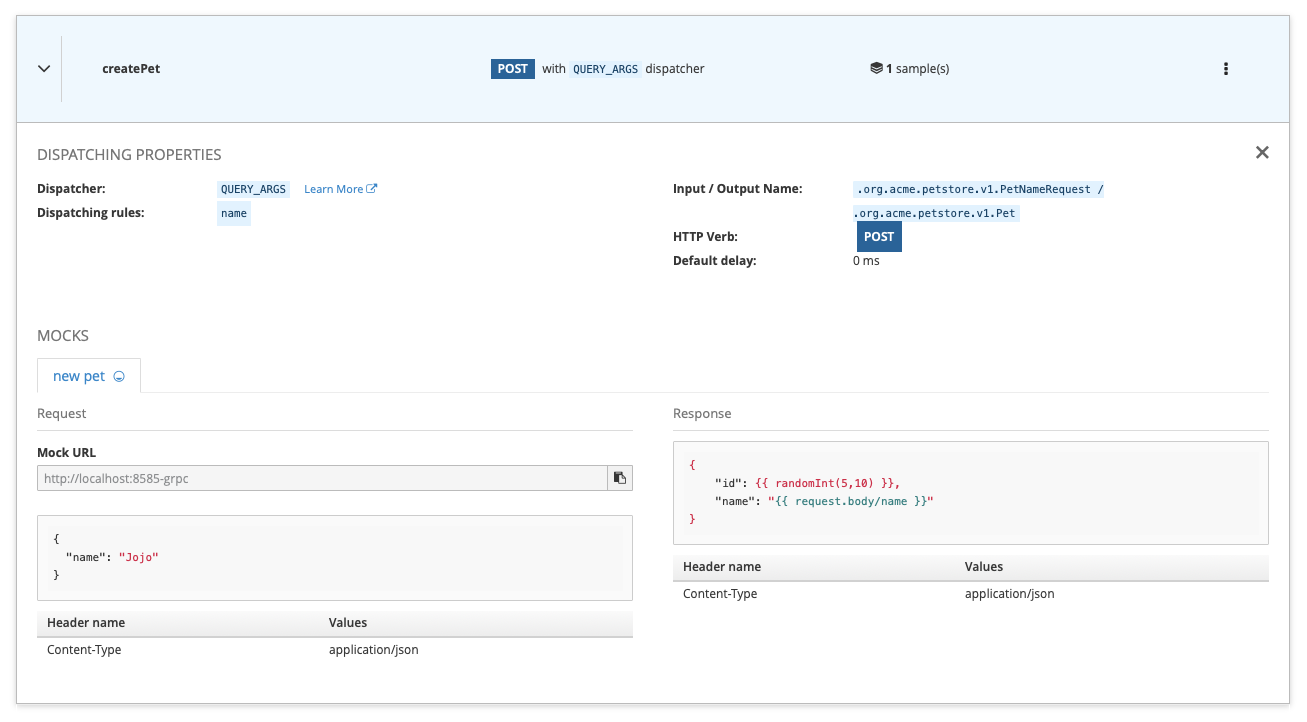 createPet POST with QUERY_ARGS dispatcher 1 sample(s)
DISPATCHING PROPERTIES
Dispatcher: QUERY_ARGS Learn More
Dispatching rules: name
Input / Output Name: .org.acme.petstore.v1.PetNameRequest /
.org.acme.petstore.v1.Pet
HTTP Verb: POST
Default delay: 0 ms
MOCKS
new pet
Request
Mock URL
http://localhost:8585-grpc
{
"name": "Jojo"
}
Header name Values
Content-Type application/json
Response
{
"id": {{ randomInt(5,10) }},
"name": "{{ request.body/name }}"
}
Header name Values
Content-Type application/json